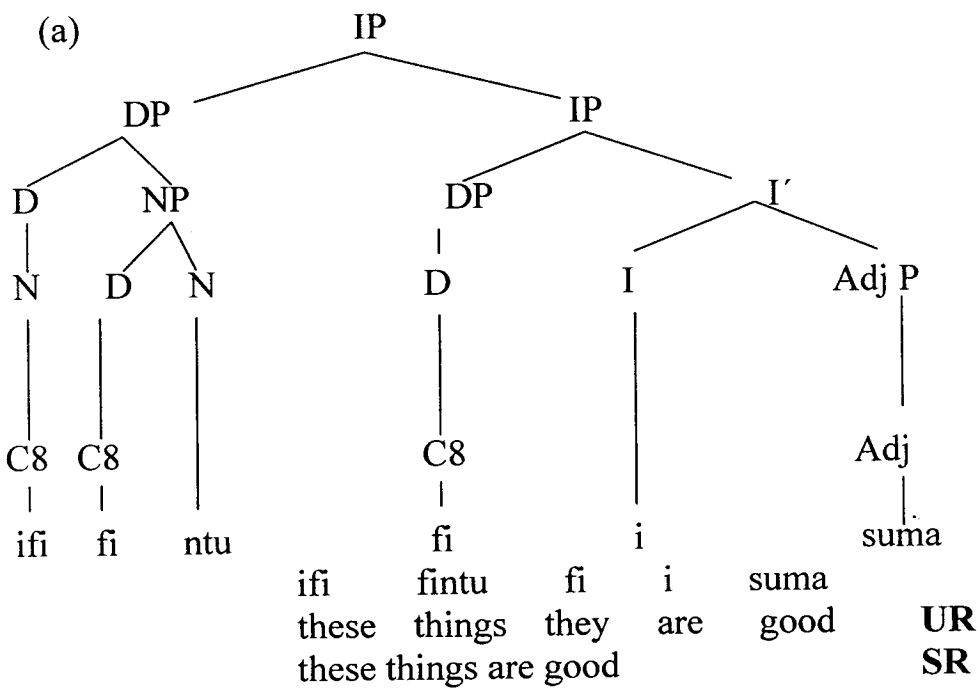 (a) IP
DP IP
D NP DP I´
N D N D I Adj P
C8 C8 C8 Adj
ifi fi ntu fi i suma
ifi fintu fi i suma
these things they are good UR
these things are good SR